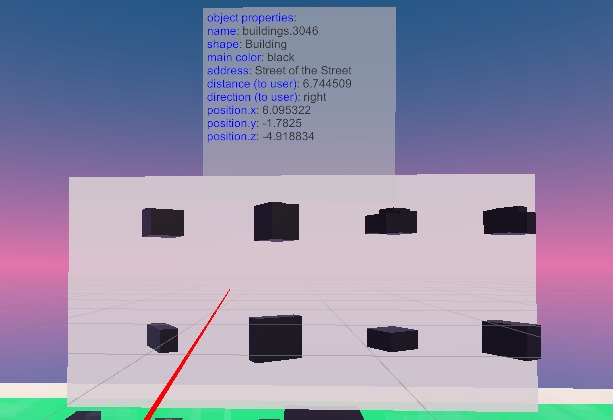 object properties:
name: buildings.3046
shape: Building
main color: black
address: Street of the Street
distance (to user): 6.744509
direction (to user): right
position.x: 6.095322
position.y: -1.7825
position.z: -4.918834